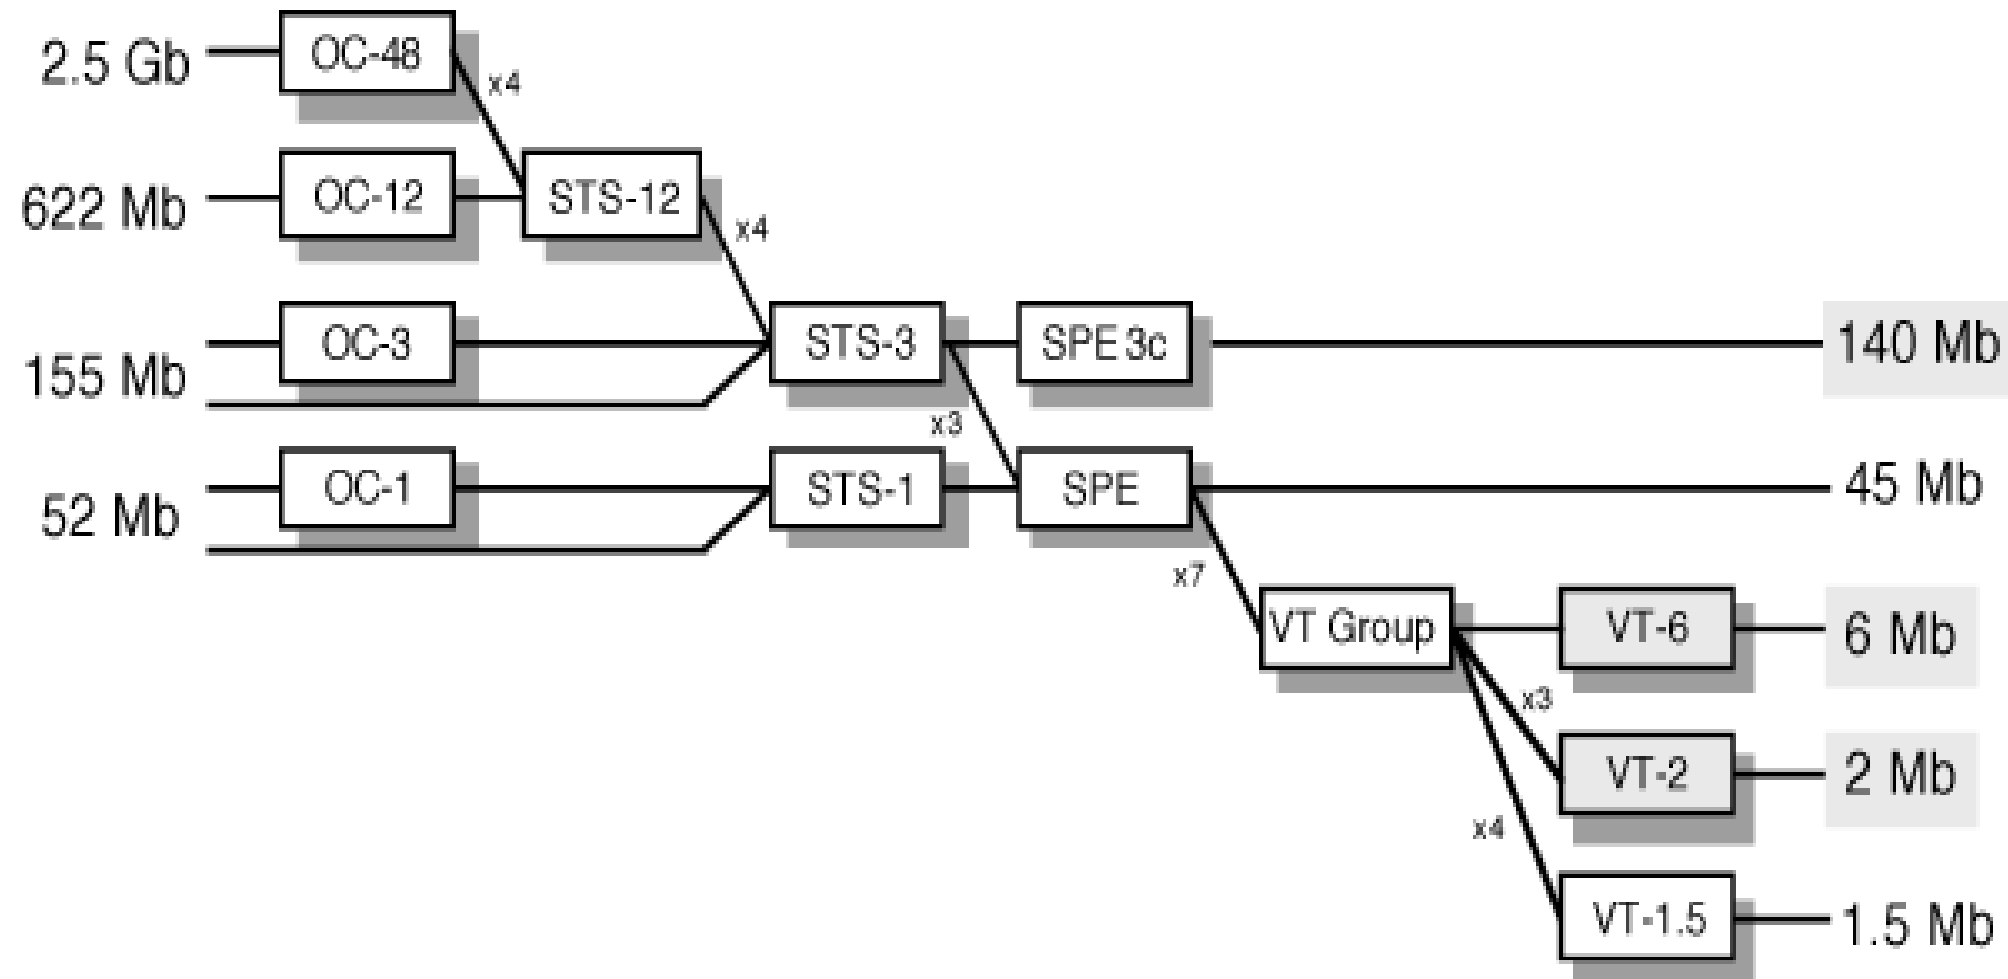 2.5 Gb
OC-48
x4
622 Mb
OC-12
STS-12
x4
155 Mb
OC-3
STS-3
SPE 3c
140 Mb
x3
52 Mb
OC-1
STS-1
SPE
45 Mb
x7
VT Group
VT-6
6 Mb
x3
VT-2
2 Mb
x4
VT-1.5
1.5 Mb